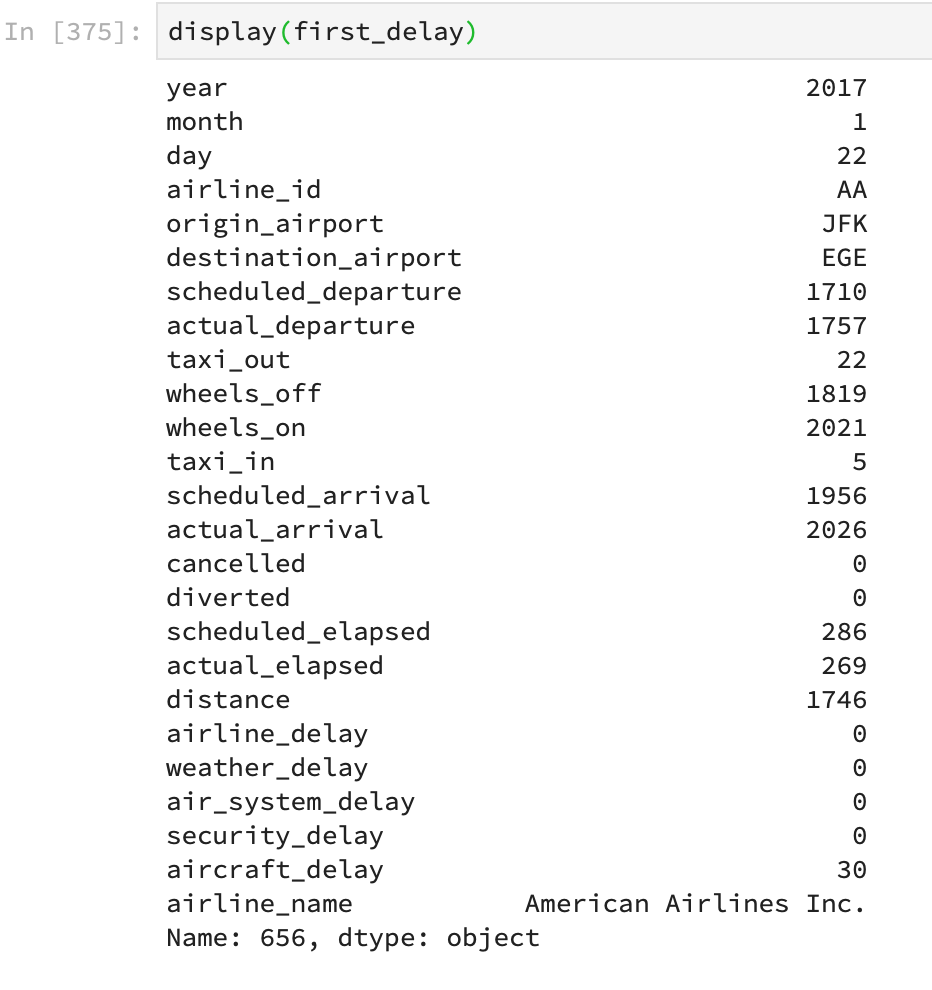 In [375]: display(first_delay)
year 2017
month 1
day 22
airline_id AA
origin_airport JFK
destination_airport EGE
scheduled_departure 1710
actual_departure 1757
taxi_out 22
wheels_off 1819
wheels_on 2021
taxi_in 5
scheduled_arrival 1956
actual_arrival 2026
cancelled 0
diverted 0
scheduled_elapsed 286
actual_elapsed 269
distance 1746
airline_delay 0
weather_delay 0
air_system_delay 0
security_delay 0
aircraft_delay 30
airline_name American Airlines Inc.
Name: 656, dtype: object